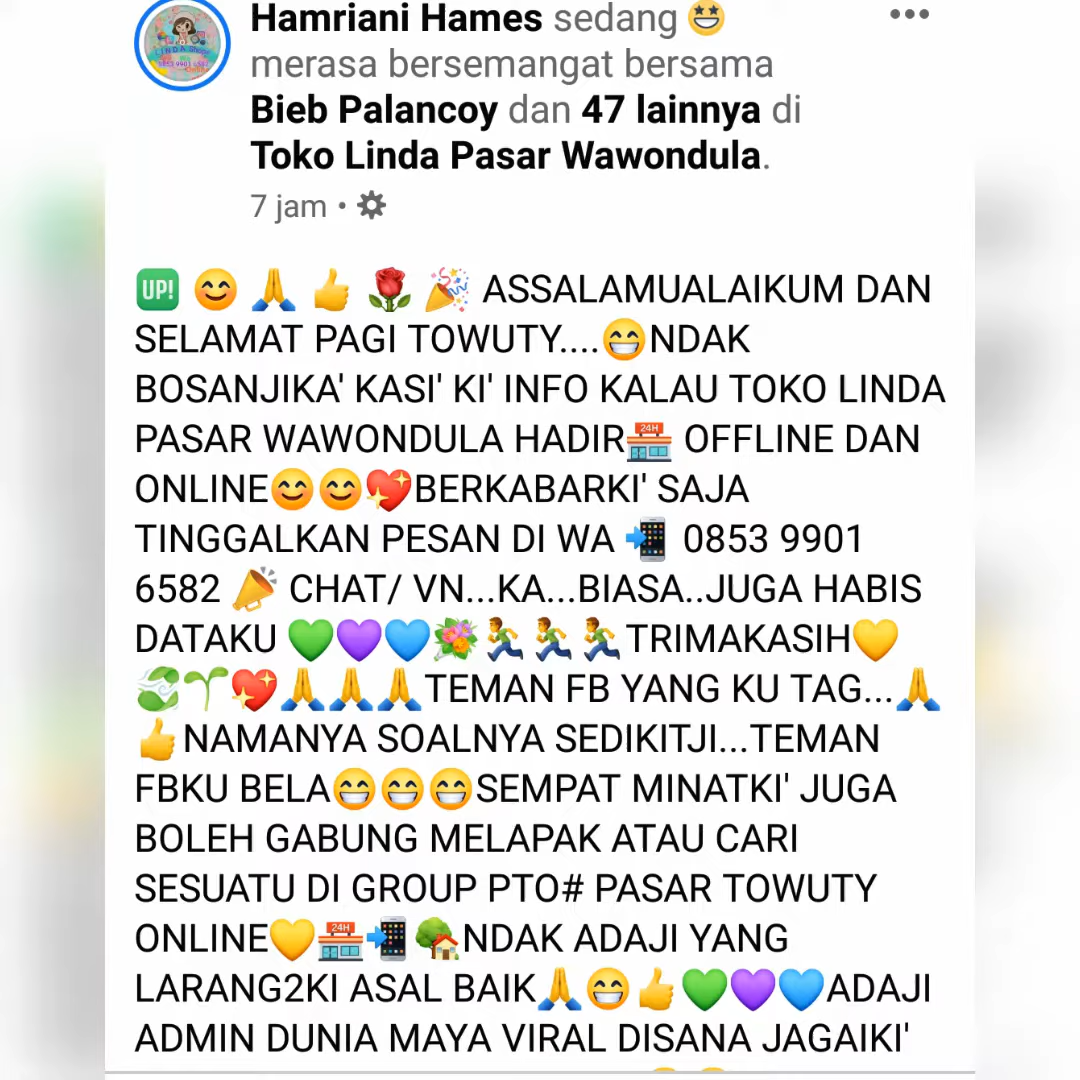 Hamriani Hames sedang 🤩
merasa bersemangat bersama
Bieb Palancoy dan 47 lainnya di
Toko Linda Pasar Wawondula.
7 jam •
🆙 😊 🙏 👍 🌹 🎉 ASSALAMUALAIKUM DAN
SELAMAT PAGI TOWUTY....😁NDAK
BOSANJIKA' KASI' KI' INFO KALAU TOKO LINDA
PASAR WAWONDULA HADIR🏪 OFFLINE DAN
ONLINE😊😊💖BERKABARKI' SAJA
TINGGALKAN PESAN DI WA 📲 0853 9901
6582 📣 CHAT/ VN...KA...BIASA..JUGA HABIS
DATAKU 💚💜💙💐🏃🏃🏃TRIMAKASIH💛
🍃🌱💖🙏🙏🙏TEMAN FB YANG KU TAG...🙏
👍NAMANYA SOALNYA SEDIKITJI...TEMAN
FBKU BELA😁😁😁SEMPAT MINATKI' JUGA
BOLEH GABUNG MELAPAK ATAU CARI
SESUATU DI GROUP PTO# PASAR TOWUTY
ONLINE💛🏪📲🏡NDAK ADAJI YANG
LARANG2KI ASAL BAIK🙏😁👍💚💜💙ADAJI
ADMIN DUNIA MAYA VIRAL DISANA JAGAIKI'